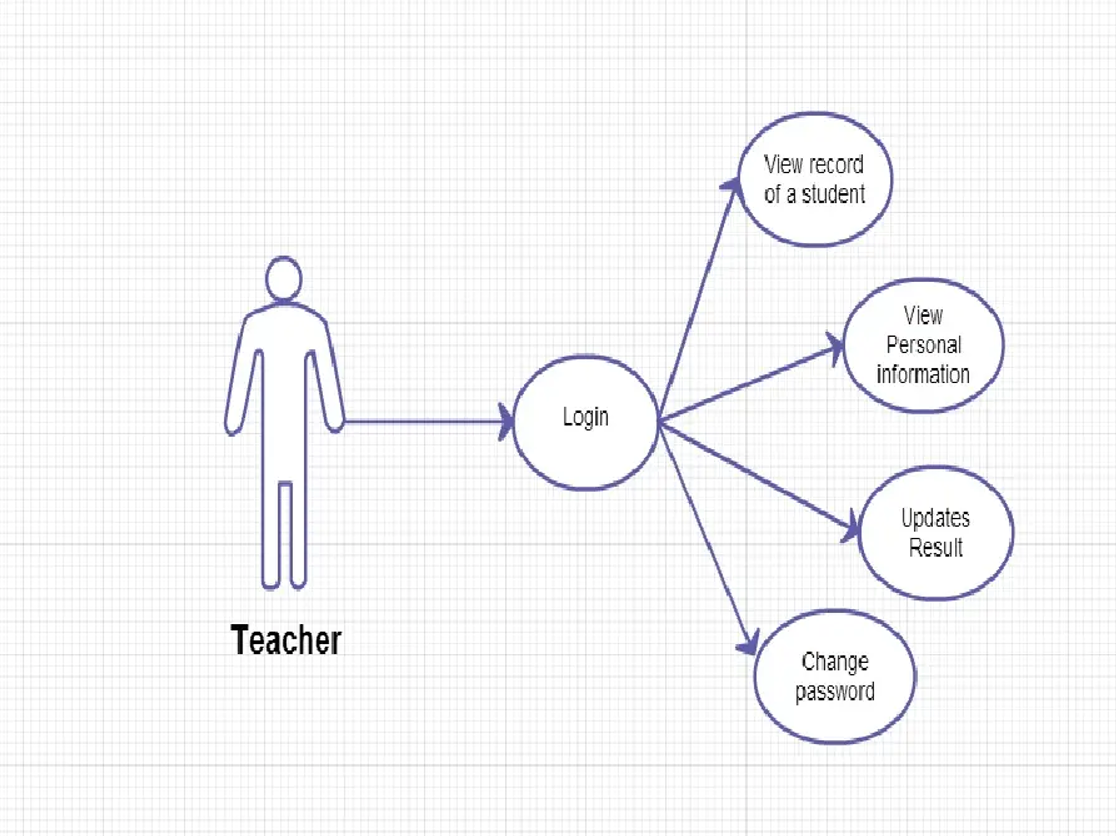 View record
of a student
View
Personal
information
Login
Updates
Result
Teacher
Change
password